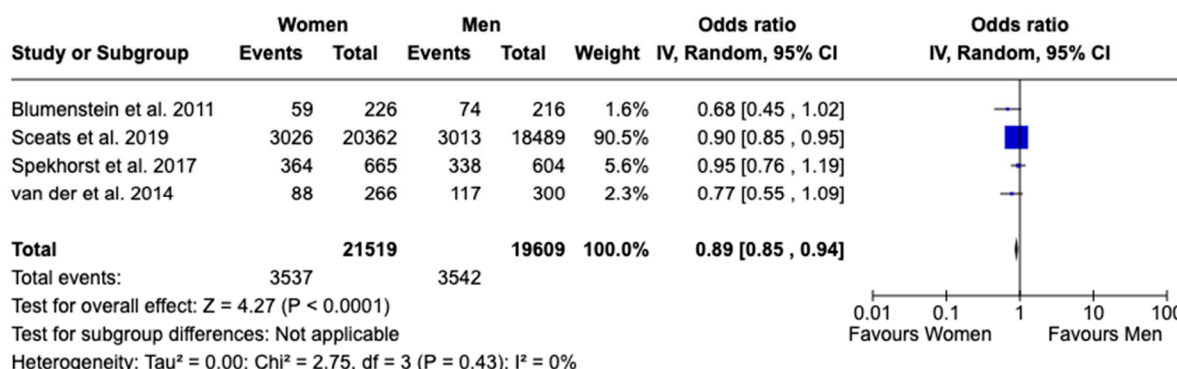 Women Men Odds ratio Odds ratio
Study or Subgroup Events Total Events Total Weight IV, Random, 95% CI IV, Random, 95% CI
Blumenstein et al. 2011 59 226 74 216 1.6% 0.68 [0.45 , 1.02]
Sceats et al. 2019 3026 20362 3013 18489 90.5% 0.90 [0.85 , 0.95]
Spekhorst et al. 2017 364 665 338 604 5.6% 0.95 [0.76 , 1.19]
van der et al. 2014 88 266 117 300 2.3% 0.77 [0.55 , 1.09]
Total 21519 19609 100.0% 0.89 [0.85 , 0.94]
Total events: 3537 3542
Test for overall effect: Z = 4.27 (P < 0.0001)
0.01 0.1 1 10 100
Test for subgroup differences: Not applicable
Favours Women Favours Men
Heterogeneity: Tau² = 0.00; Chi² = 2.75, df = 3 (P = 0.43); I² = 0%